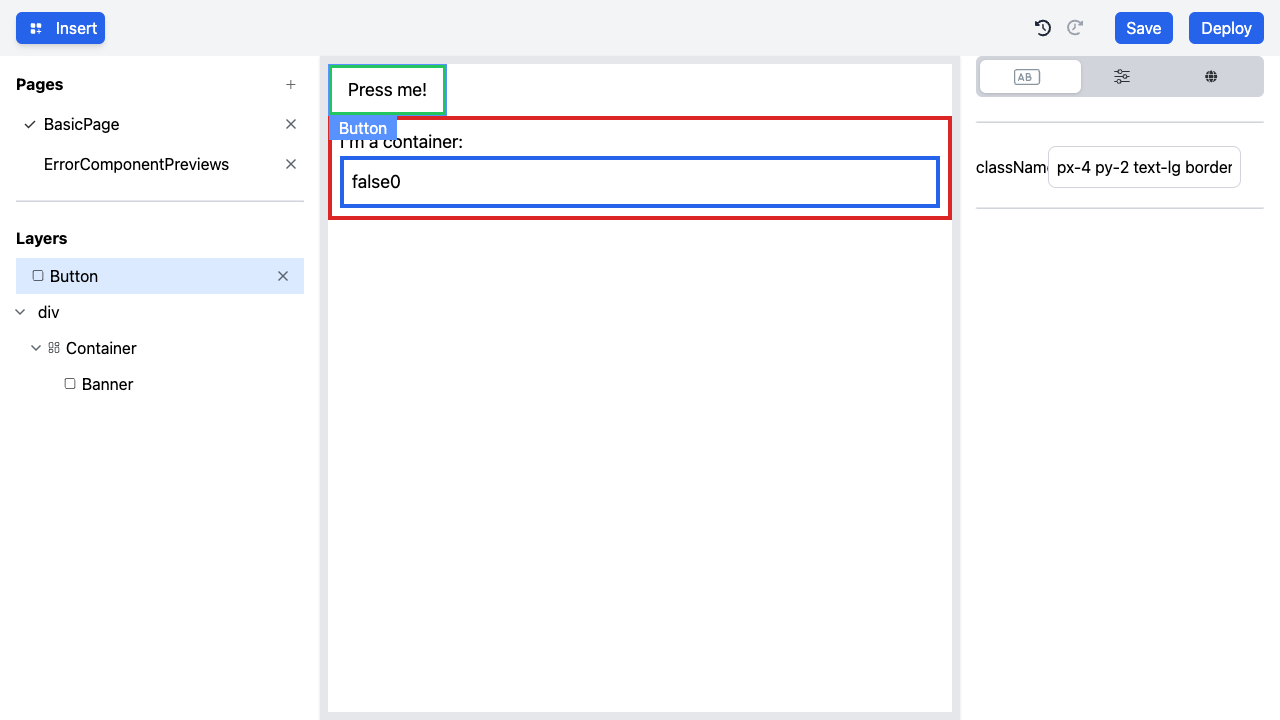 Insert
Save
Deploy
Pages
BasicPage
ErrorComponentPreviews
Layers
Button
div
Container
Banner
Press me!
Button
I'm a container:
false0
AB
className
px-4 py-2 text-lg border